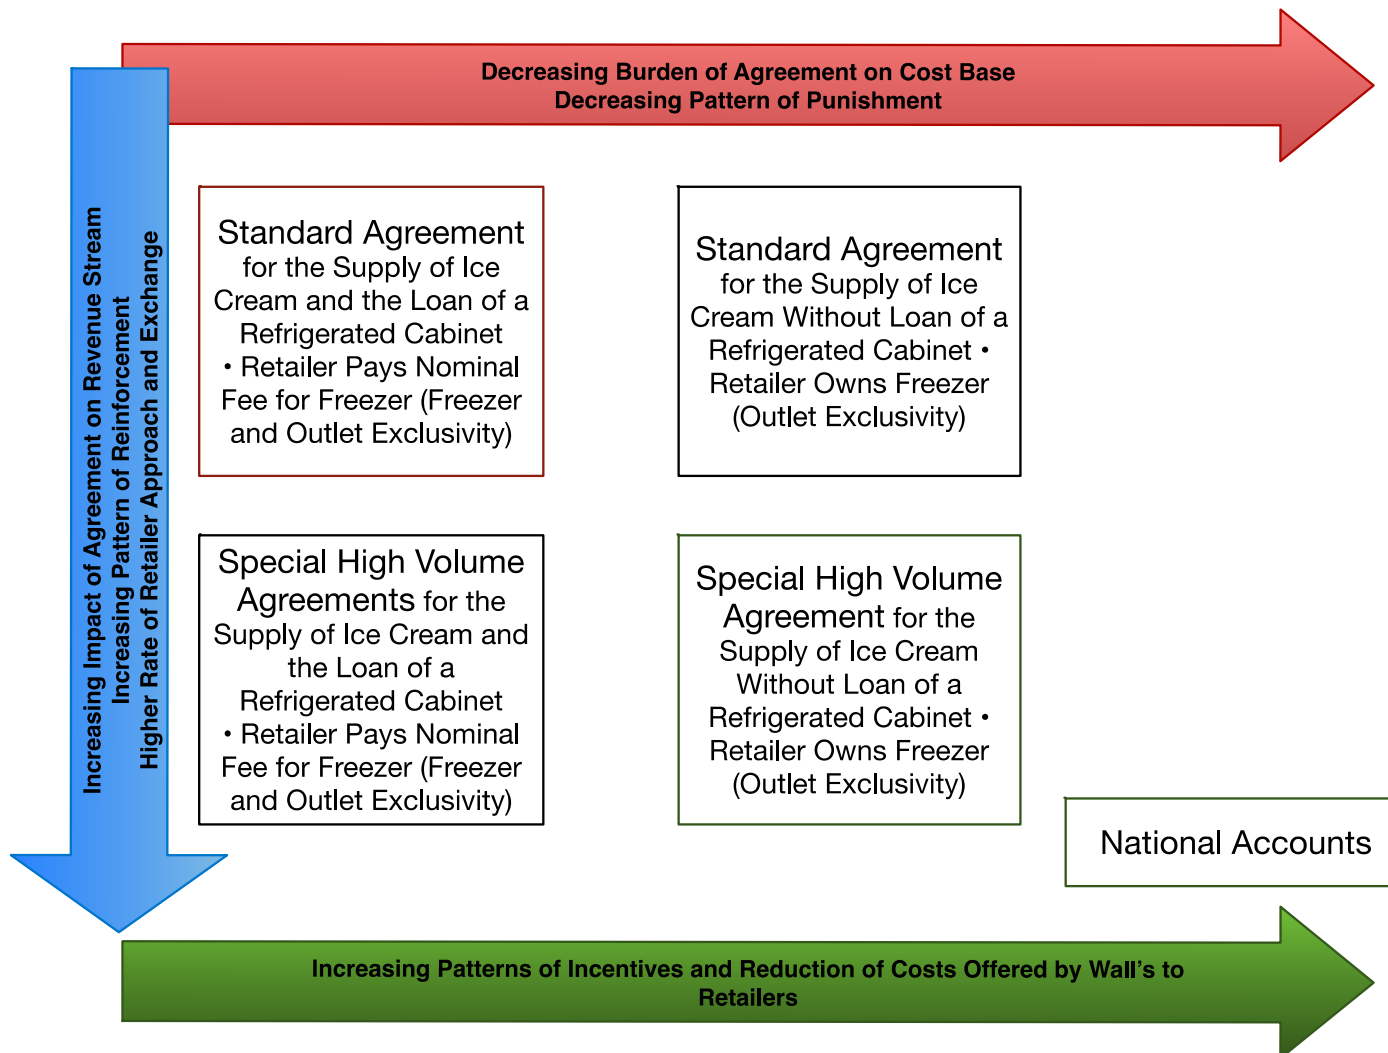 Decreasing Burden of Agreement on Cost Base
Decreasing Pattern of Punishment
Increasing Impact of Agreement on Revenue Stream
Increasing Pattern of Reinforcement
Higher Rate of Retailer Approach and Exchange
Standard Agreement
for the Supply of Ice
Cream and the Loan of a
Refrigerated Cabinet
• Retailer Pays Nominal
Fee for Freezer (Freezer
and Outlet Exclusivity)
Standard Agreement
for the Supply of Ice
Cream Without Loan of a
Refrigerated Cabinet •
Retailer Owns Freezer
(Outlet Exclusivity)
Special High Volume
Agreements for the
Supply of Ice Cream and
the Loan of a
Refrigerated Cabinet
• Retailer Pays Nominal
Fee for Freezer (Freezer
and Outlet Exclusivity)
Special High Volume
Agreement for the
Supply of Ice Cream
Without Loan of a
Refrigerated Cabinet •
Retailer Owns Freezer
(Outlet Exclusivity)
National Accounts
Increasing Patterns of Incentives and Reduction of Costs Offered by Wall's to
Retailers